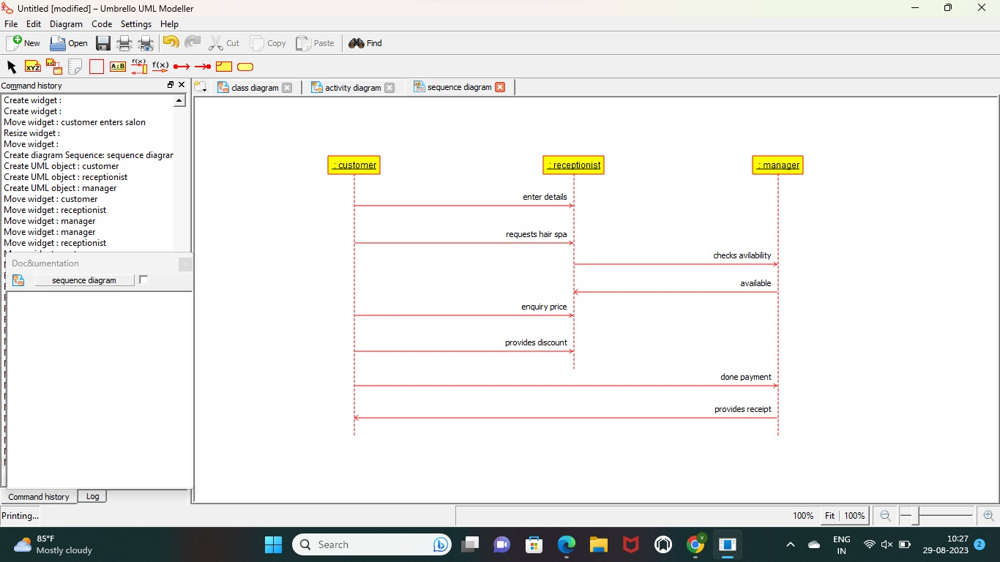 Untitled [modified] – Umbrello UML Modeller
File Edit Diagram Code Settings Help
New Open Cut Copy Paste Find
XYZ XYZ A:B f(x) f(x)
Command history
class diagram
activity diagram
sequence diagram
Create widget :
Create widget :
Move widget : customer enters salon
Resize widget :
Move widget :
Create diagram Sequence: sequence diagran
Create UML object : customer
Create UML object : receptionist
Create UML object : manager
Move widget : customer
Move widget : receptionist
Move widget : manager
Move widget : manager
Move widget : receptionist
Doc&umentation
sequence diagram
Command history
Log
: customer
: receptionist
: manager
enter details
requests hair spa
checks avilability
available
enquiry price
provides discount
done payment
provides receipt
Printing...
100%
Fit
100%
85°F
Mostly cloudy
Search
V
ENG
IN
10:27
29-08-2023
2